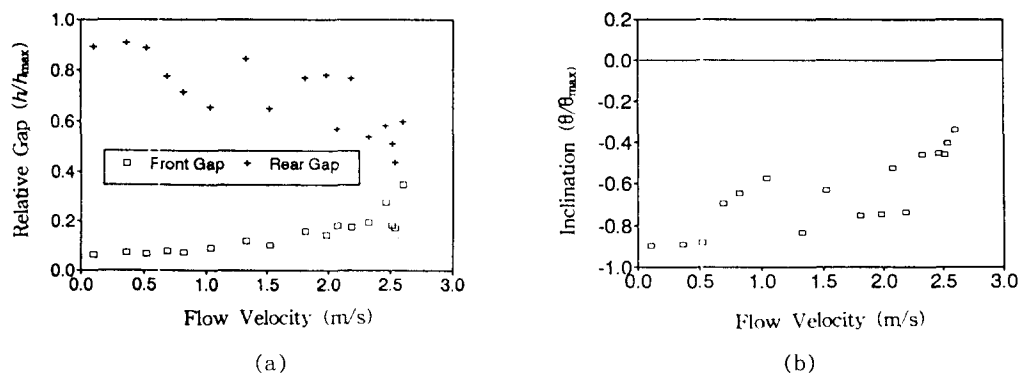 Relative Gap (h/hmax)
1.0
0.8
0.6
0.4
0.2
0.0
□ Front Gap + Rear Gap
0.0 0.5 1.0 1.5 2.0 2.5 3.0
Flow Velocity (m/s)
(a)
Inclination (θ/θmax)
0.2
0.0
-0.2
-0.4
-0.6
-0.8
-1.0
0.0 0.5 1.0 1.5 2.0 2.5 3.0
Flow Velocity (m/s)
(b)